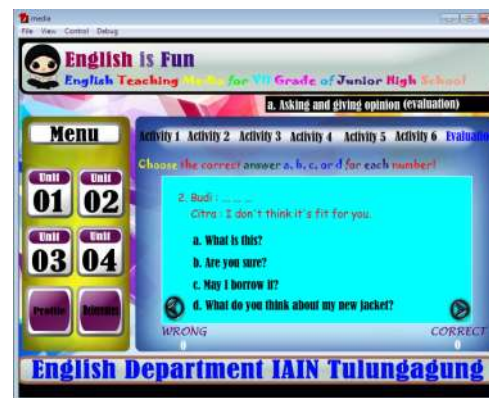 media
File View Control Debug
English is Fun
English Teaching Media for VII Grade of Junior High School
a. Asking and giving opinion (evaluation)
Menu
Activity 1 Activity 2 Activity 3 Activity 4 Activity 5 Activity 6 Evaluation
Choose the correct answer a, b, c, or d for each number!
Unit
01
Unit
02
Unit
03
Unit
04
Profile
2. Budi : _ _ _
Citra : I don't think it's fit for you.
a. What is this?
b. Are you sure?
c. May I borrow it?
d. What do you think about my new jacket?
WRONG
0
CORRECT
0
English Department IAIN Tulungagung